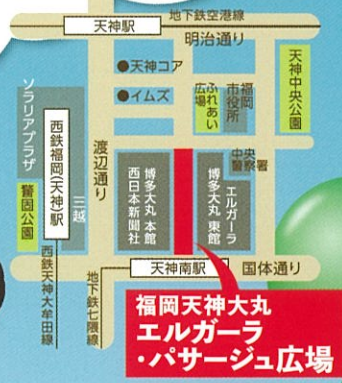 地下鉄空港線
天神駅
明治通り
●天神コア
●イムズ
ふれあい
広場
福岡
市役所
天神中央公園
ソラリアプラザ
西鉄福岡(天神)駅
渡辺通り
三越
警固公園
博多大丸 本館
西日本新聞社
中央
警察署
博多大丸 東館
エルガーラ
西鉄天神大牟田線
地下鉄七隈線
天神南駅
国体通り
福岡天神大丸
エルガーラ
・パサージュ広場